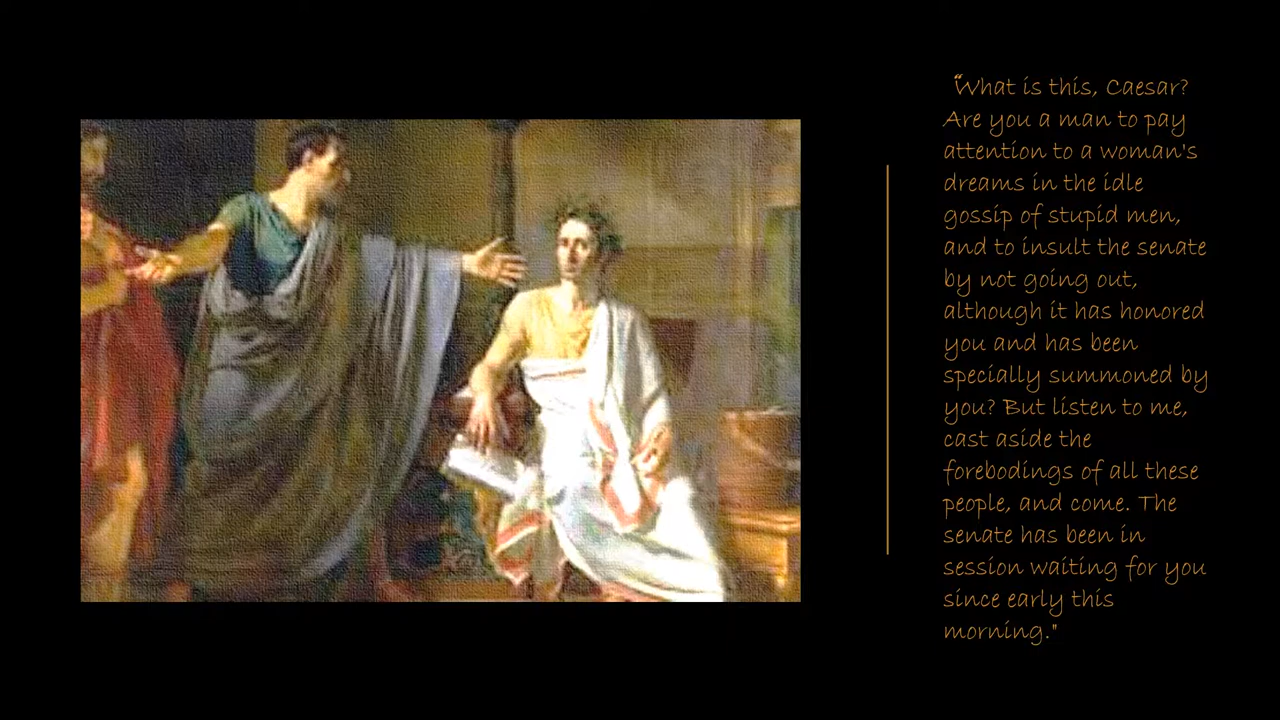 “What is this, Caesar?
Are you a man to pay
attention to a woman's
dreams in the idle
gossip of stupid men,
and to insult the senate
by not going out,
although it has honored
you and has been
specially summoned by
you? But listen to me,
cast aside the
forebodings of all these
people, and come. The
senate has been in
session waiting for you
since early this
morning."